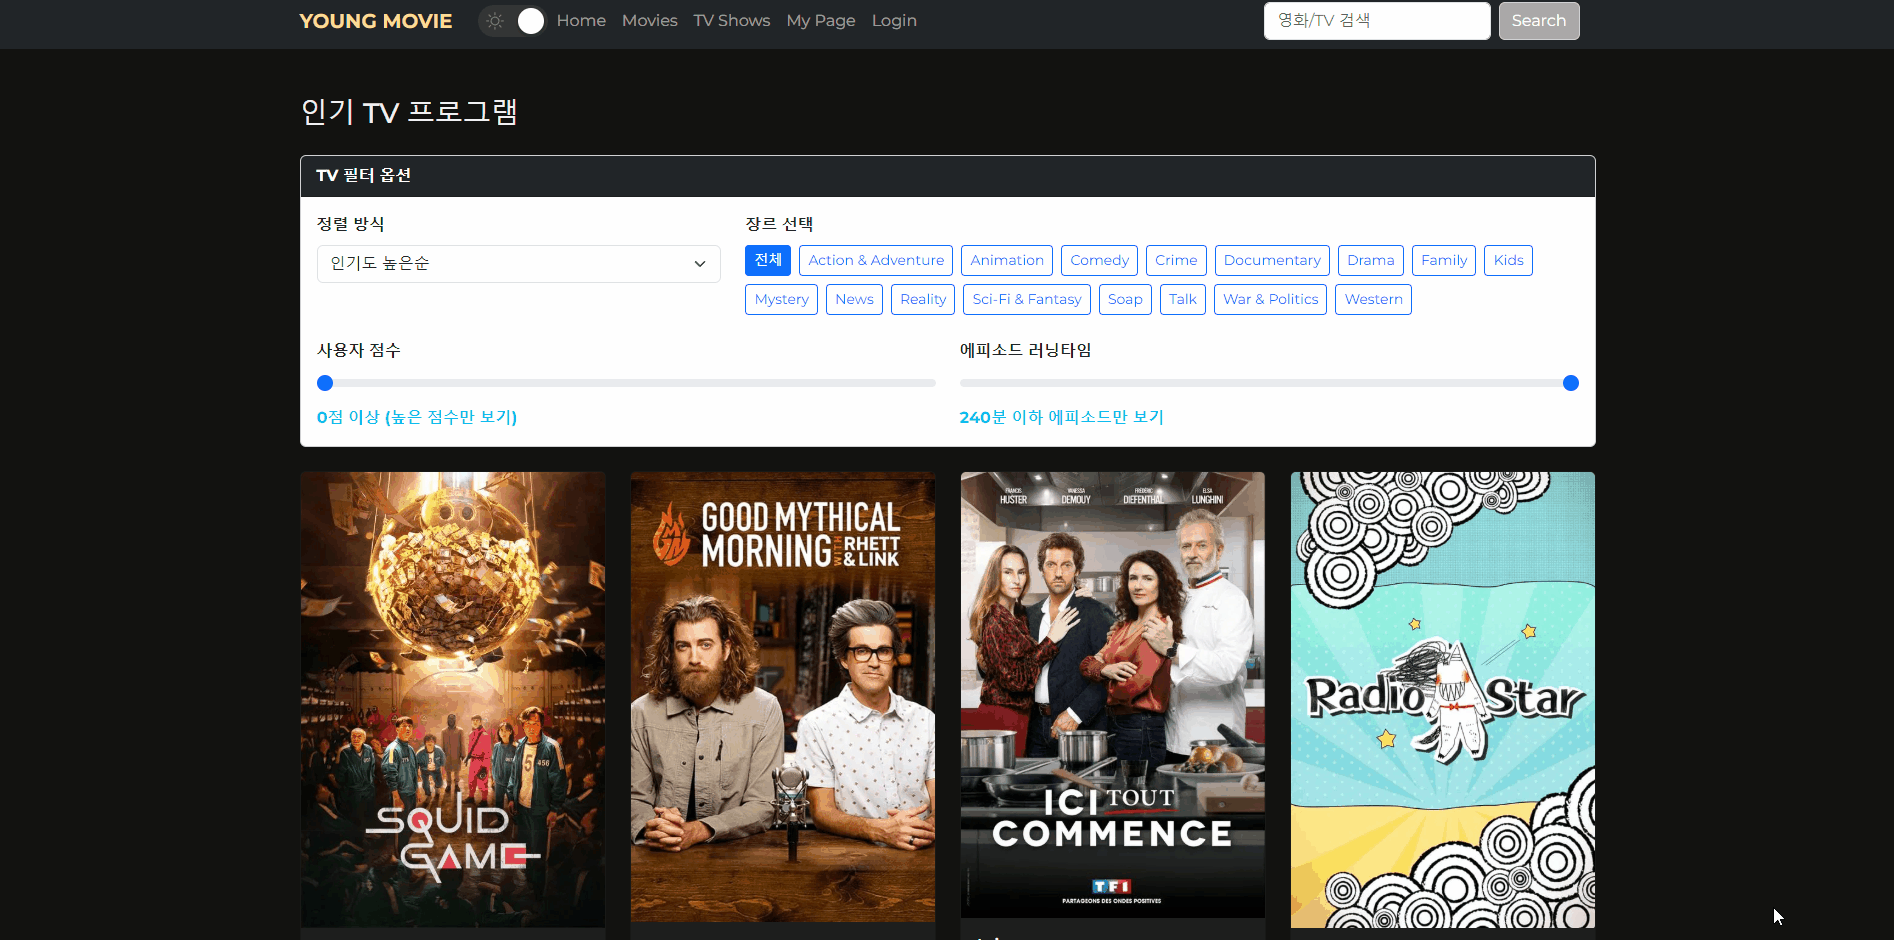 YOUNG MOVIE Home Movies TV Shows My Page Login 영화/TV 검색 Search
인기 TV 프로그램
TV 필터 옵션
정렬 방식
인기도 높은순
장르 선택
전체 Action & Adventure Animation Comedy Crime Documentary Drama Family Kids
Mystery News Reality Sci-Fi & Fantasy Soap Talk War & Politics Western
사용자 점수
0점 이상 (높은 점수만 보기)
에피소드 러닝타임
240분 이하 에피소드만 보기
456
SQUID
GAME
GOOD MYTHICAL
MORNING WITH RHETT
& LINK
FRANCIS
HUSTER
VANESSA
DEMOUY
FRÉDÉRIC
DIEFENTHAL
ELSA
LUNGHINI
ICI TOUT
COMMENCE
TF1
PARTAGEONS DES ONDES POSITIVES
Radio Star